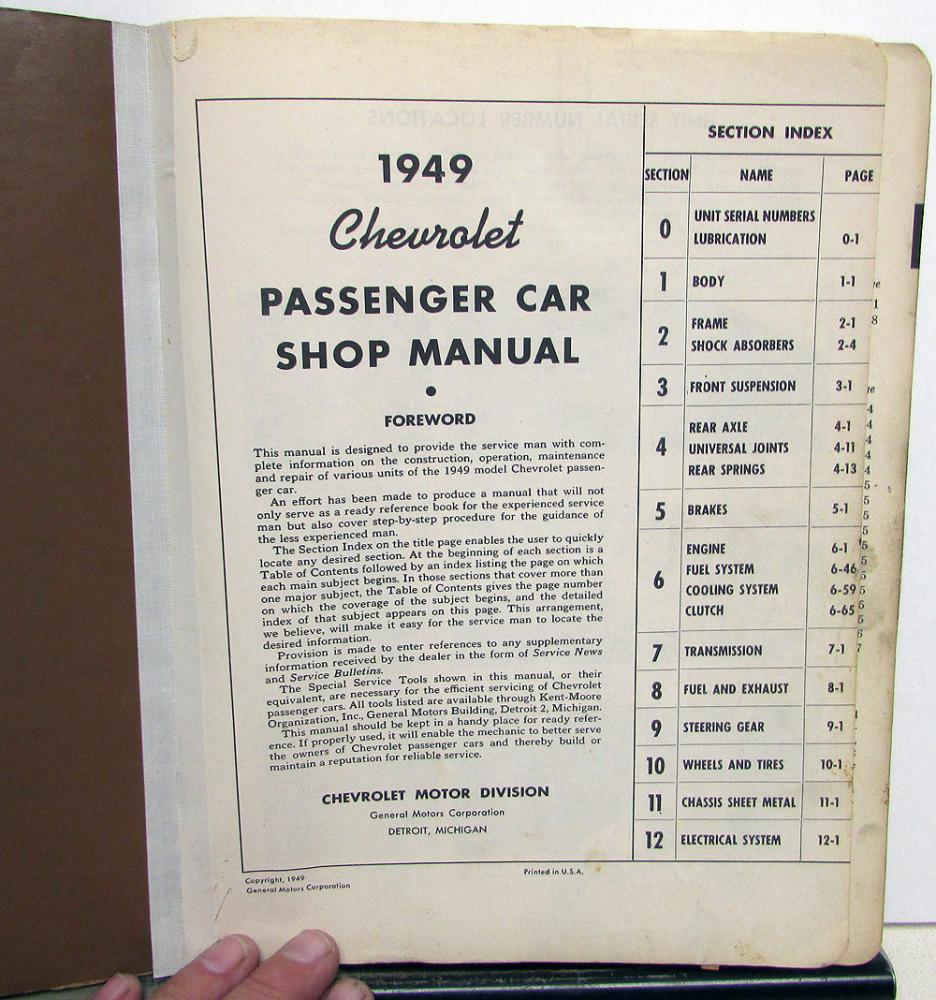 1949
Chevrolet
PASSENGER CAR
SHOP MANUAL
•
FOREWORD
This manual is designed to provide the service man with com-
plete information on the construction, operation, maintenance
and repair of various units of the 1949 model Chevrolet passen-
ger car.
An effort has been made to produce a manual that will not
only serve as a ready reference book for the experienced service
man but also cover step-by-step procedure for the guidance of
the less experienced man.
The Section Index on the title page enables the user to quickly
locate any desired section. At the beginning of each section is a
Table of Contents followed by an index listing the page on which
each main subject begins. In those sections that cover more than
one major subject, the Table of Contents gives the page number
on which the coverage of the subject begins, and the detailed
index of that subject appears on this page. This arrangement,
we believe, will make it easy for the service man to locate the
desired information.
Provision is made to enter references to any supplementary
information received by the dealer in the form of Service News
and Service Bulletins.
The Special Service Tools shown in this manual, or their
equivalent, are necessary for the efficient servicing of Chevrolet
passenger cars. All tools listed are available through Kent-Moore
Organization, Inc., General Motors Building, Detroit 2, Michigan.
This manual should be kept in a handy place for ready refer-
ence. If properly used, it will enable the mechanic to better serve
the owners of Chevrolet passenger cars and thereby build or
maintain a reputation for reliable service.
CHEVROLET MOTOR DIVISION
General Motors Corporation
DETROIT, MICHIGAN
Copyright, 1949
General Motors Corporation
Printed in U.S.A.
SECTION INDEX
SECTION NAME PAGE
0 UNIT SERIAL NUMBERS
LUBRICATION 0-1
1 BODY 1-1
2 FRAME 2-1
SHOCK ABSORBERS 2-4
3 FRONT SUSPENSION 3-1
4 REAR AXLE 4-1
UNIVERSAL JOINTS 4-11
REAR SPRINGS 4-13
5 BRAKES 5-1
6 ENGINE 6-1
FUEL SYSTEM 6-46
COOLING SYSTEM 6-59
CLUTCH 6-65
7 TRANSMISSION 7-1
8 FUEL AND EXHAUST 8-1
9 STEERING GEAR 9-1
10 WHEELS AND TIRES 10-1
11 CHASSIS SHEET METAL 11-1
12 ELECTRICAL SYSTEM 12-1